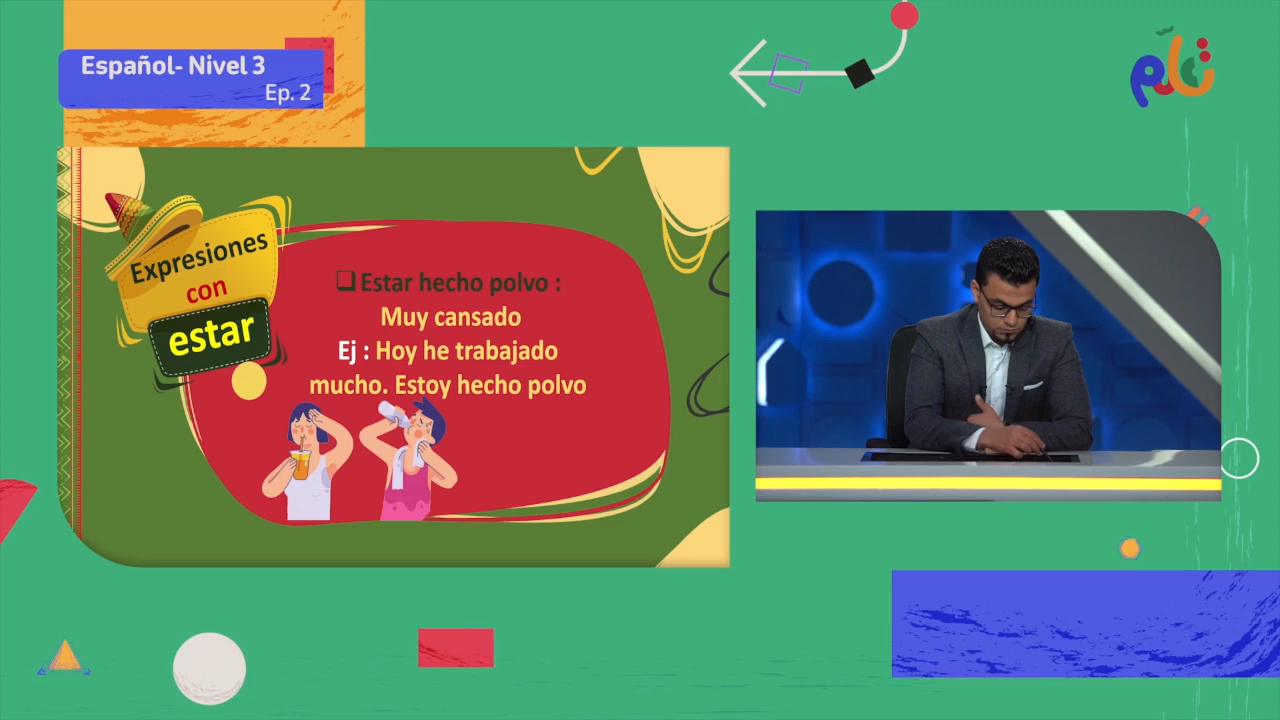 Español- Nivel 3
Ep. 2
Expresiones
con
estar
Estar hecho polvo :
Muy cansado
Ej : Hoy he trabajado
mucho. Estoy hecho polvo